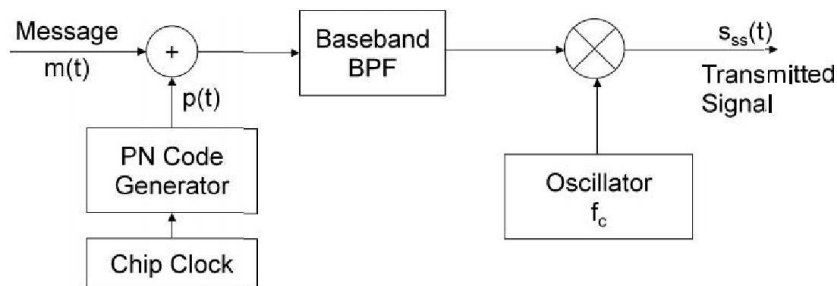 Message
m(t)
+
p(t)
PN Code
Generator
Chip Clock
Baseband
BPF
Oscillator
f_c
s_ss(t)
Transmitted
Signal